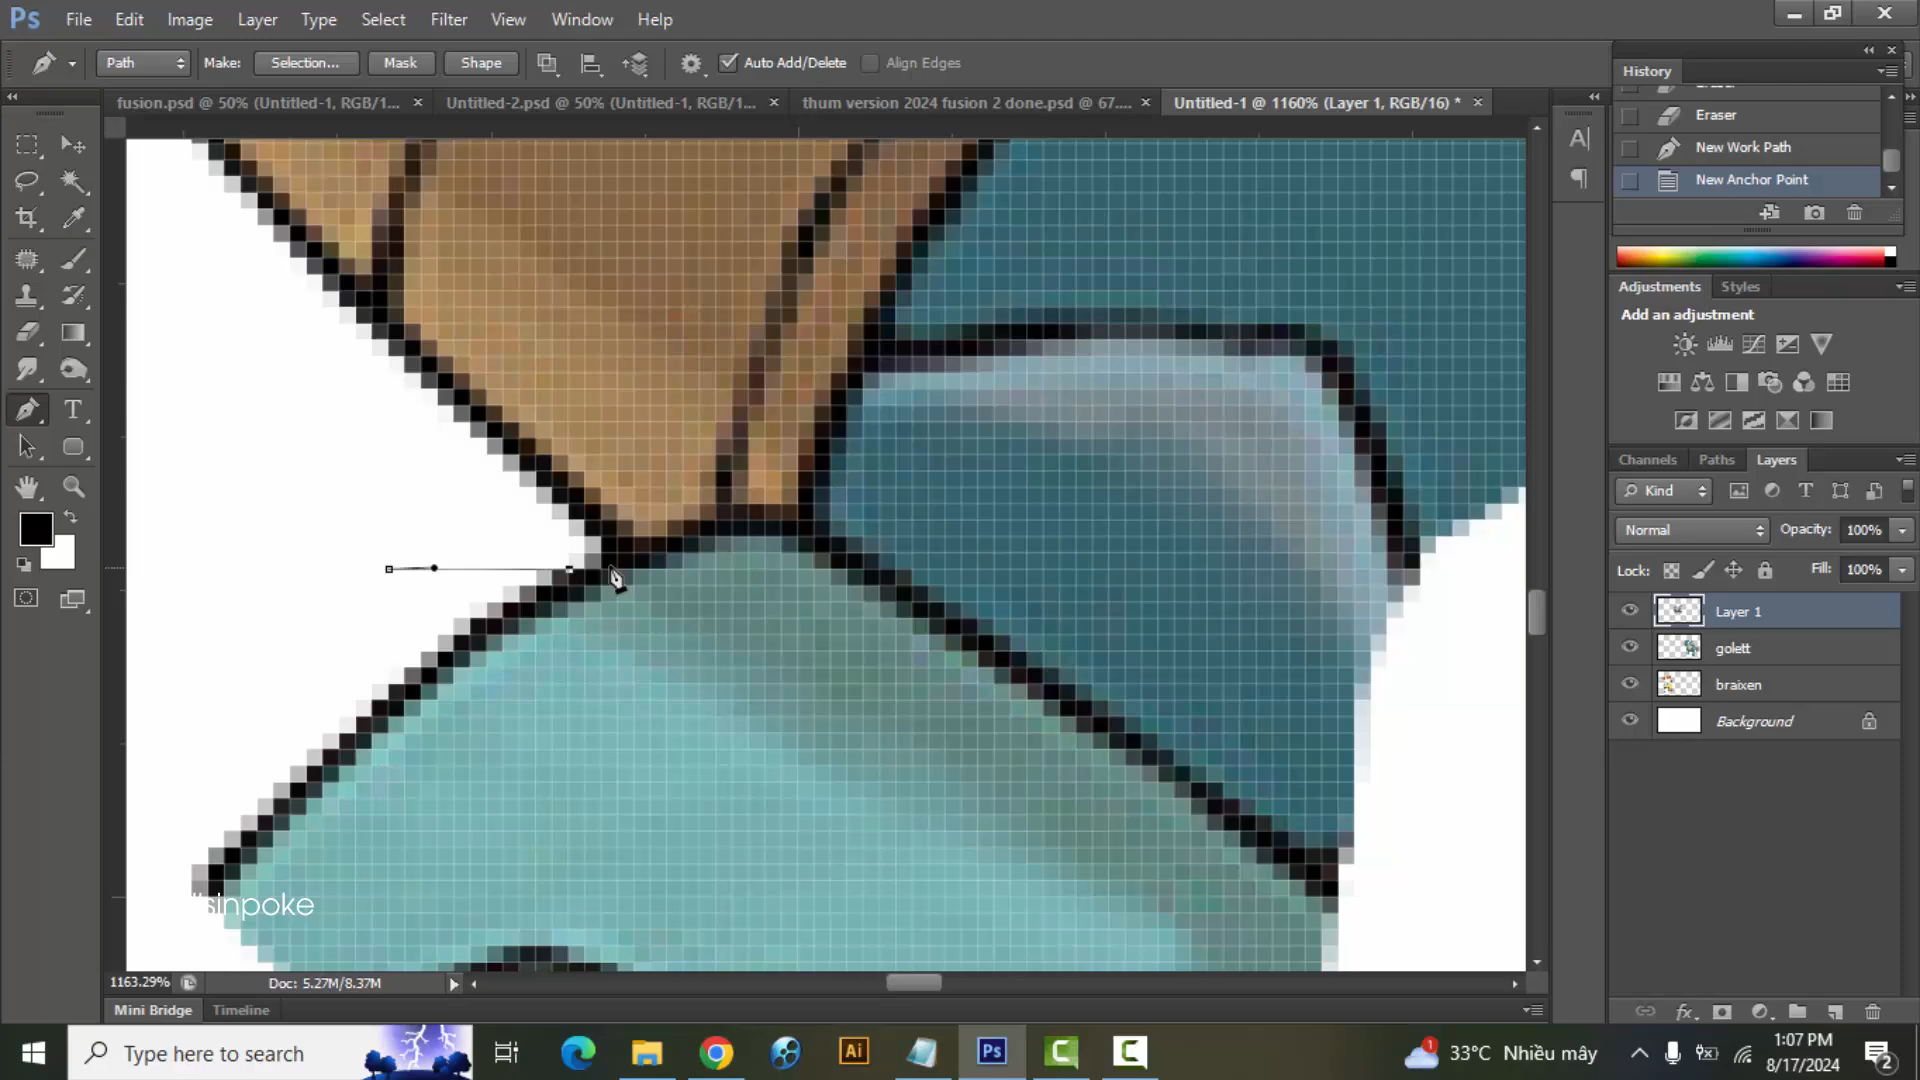 Ps File Edit Image Layer Type Select Filter View Window Help
Path Make: Selection... Mask Shape Auto Add/Delete Align Edges
fusion.psd @ 50% (Untitled-1, RGB/1... × Untitled-2.psd @ 50% (Untitled-1, RGB/1... × thum version 2024 fusion 2 done.psd @ 67.... × Untitled-1 @ 1160% (Layer 1, RGB/16) * ×
History
Eraser
New Work Path
New Anchor Point
Adjustments Styles
Add an adjustment
Channels Paths Layers
Kind
Normal Opacity: 100%
Lock: Fill: 100%
Layer 1
golett
braixen
Background
sinpoke
1163.29% Doc: 5.27M/8.37M
Mini Bridge Timeline
fx
Type here to search
Ai
Ps
1
33°C Nhiều mây
1:07 PM
8/17/2024
2